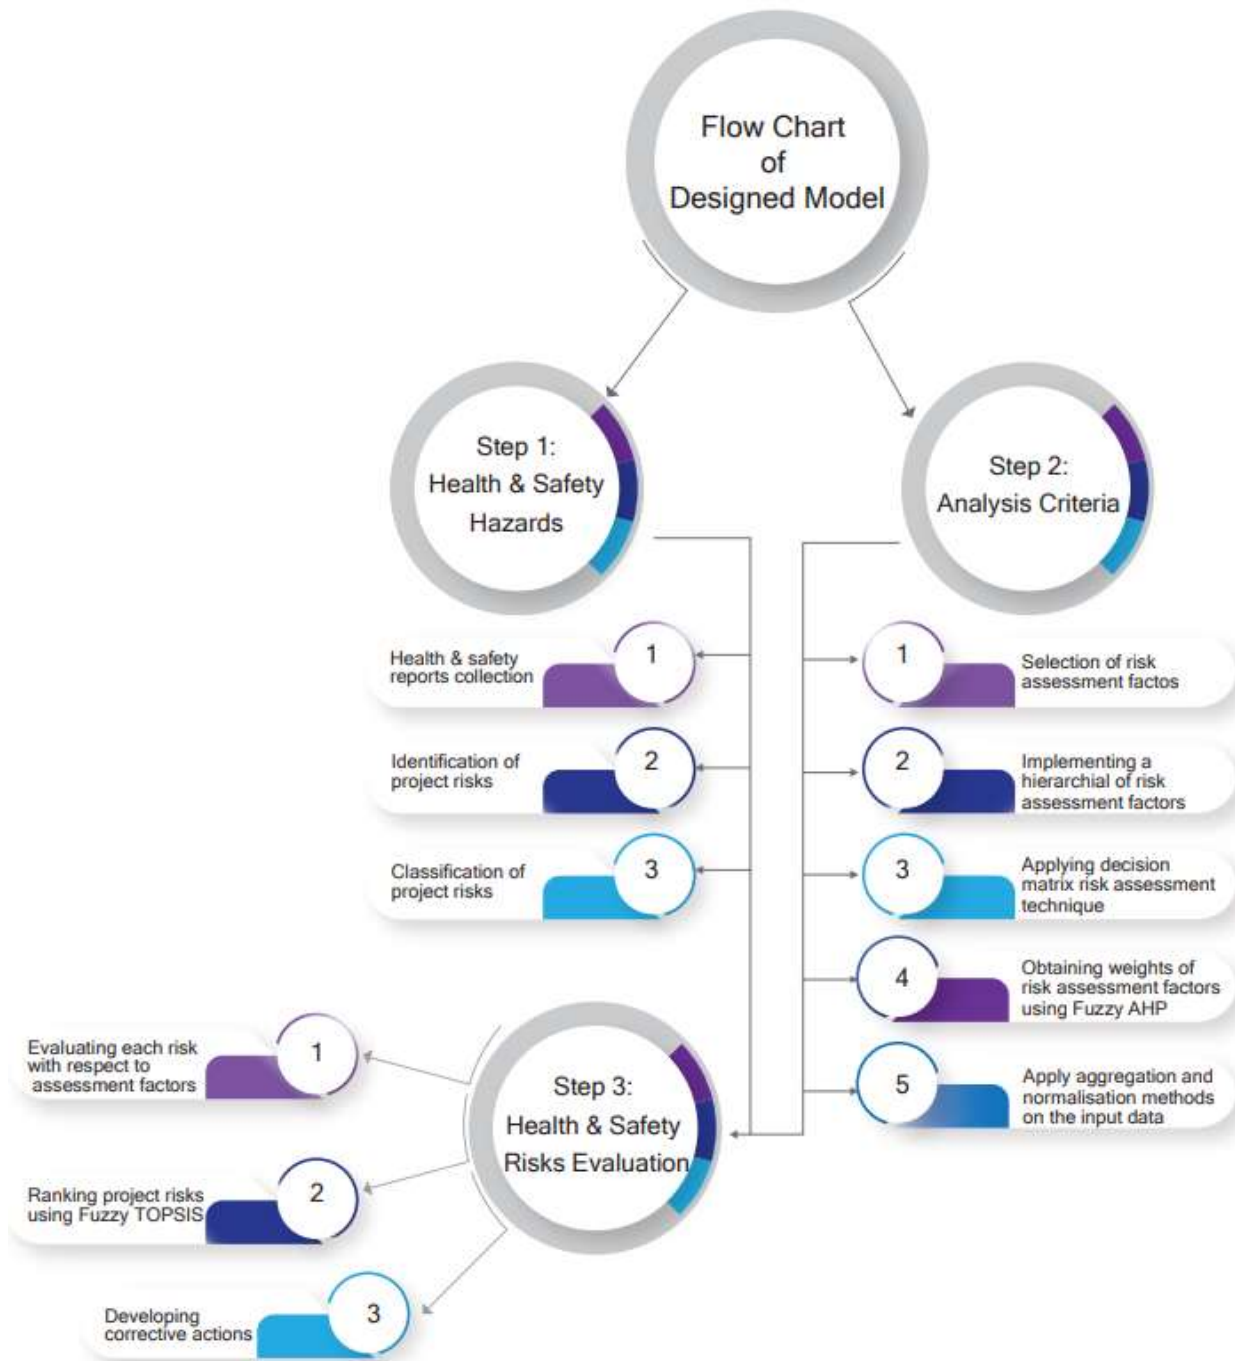 Flow Chart
of
Designed Model
Step 1:
Health & Safety
Hazards
Step 2:
Analysis Criteria
1
Health & safety
reports collection
2
Identification of
project risks
3
Classification of
project risks
1
Selection of risk
assessment factos
2
Implementing a
hierarchial of risk
assessment factors
3
Applying decision
matrix risk assessment
technique
4
Obtaining weights of
risk assessment factors
using Fuzzy AHP
5
Apply aggregation and
normalisation methods
on the input data
Step 3:
Health & Safety
Risks Evaluation
1
Evaluating each risk
with respect to
assessment factors
2
Ranking project risks
using Fuzzy TOPSIS
3
Developing
corrective actions